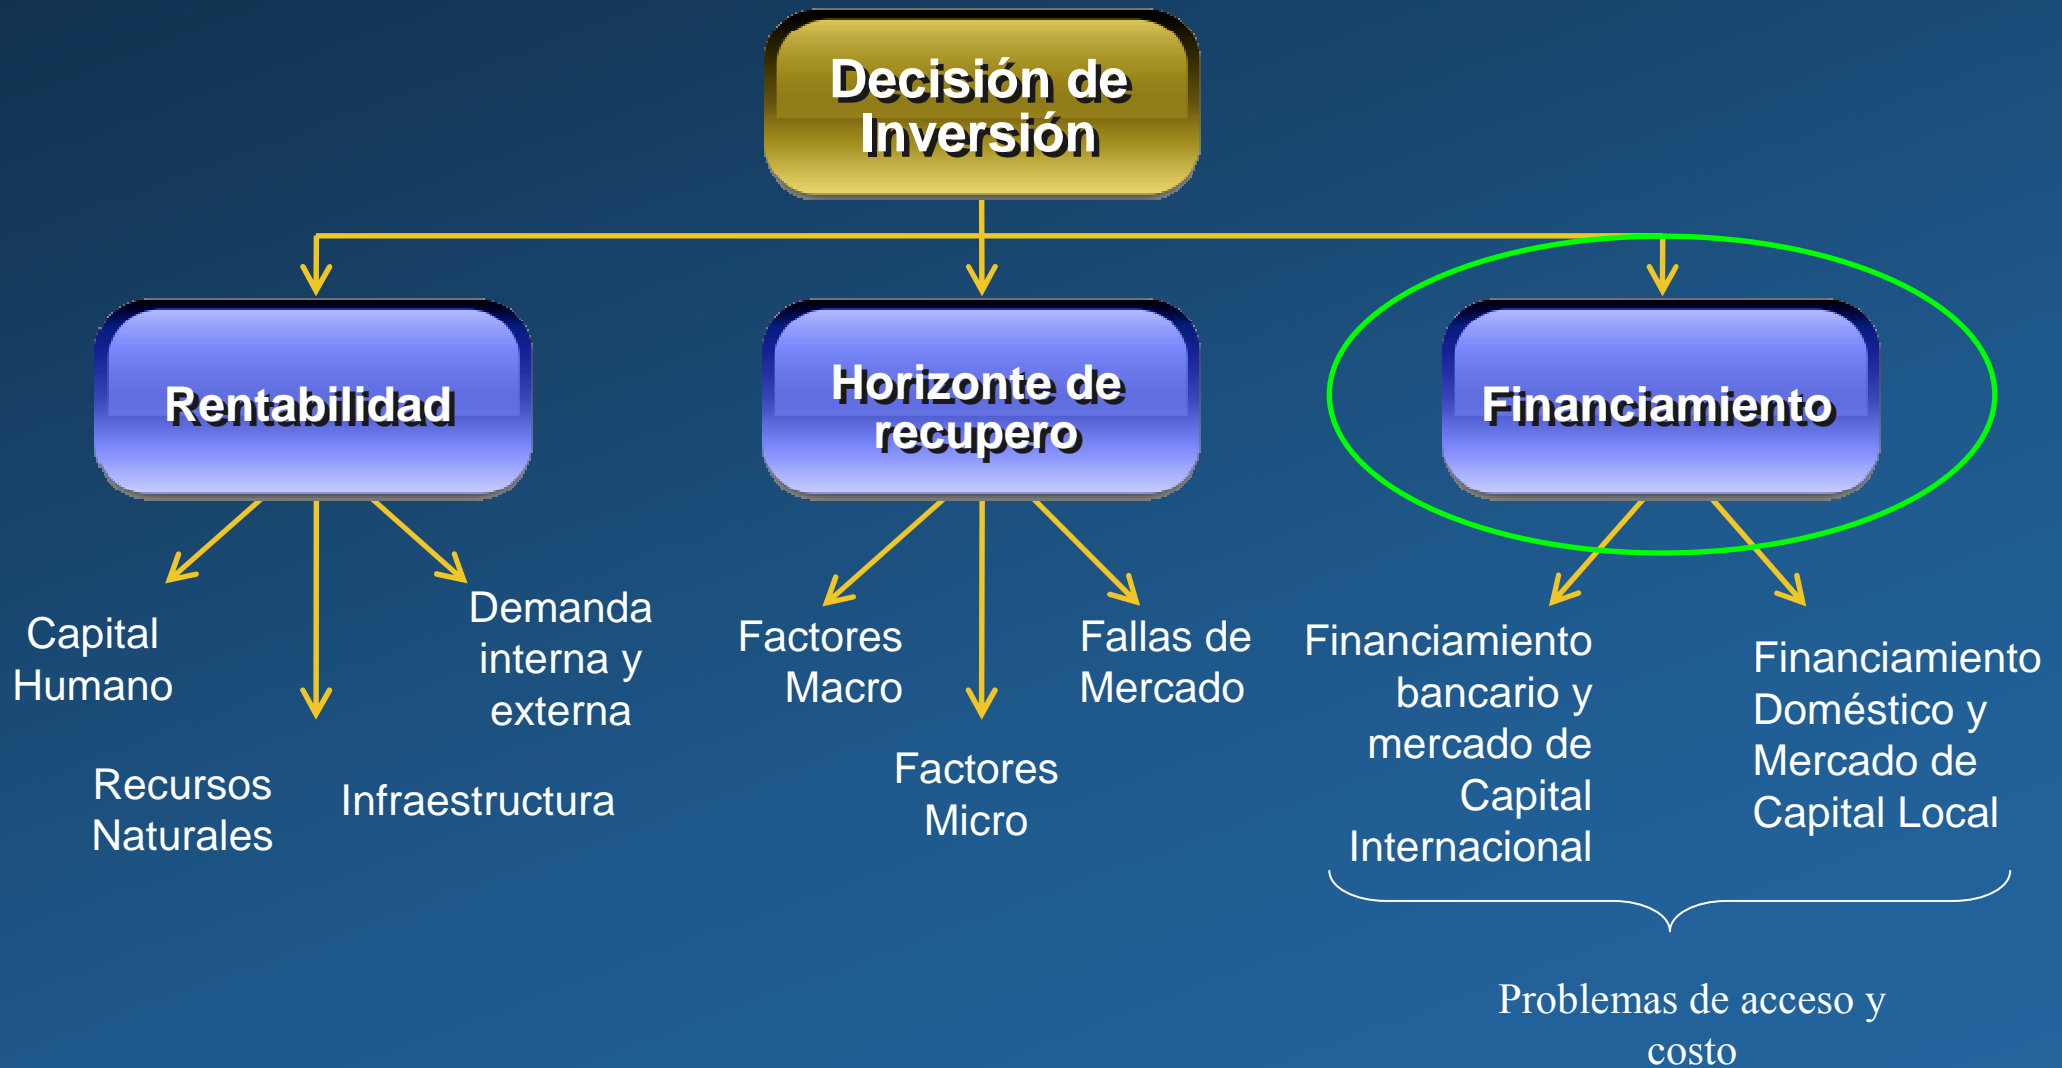 Decisión de
Inversión
Rentabilidad
Horizonte de
recupero
Financiamiento
Capital
Humano
Recursos
Naturales
Infraestructura
Demanda
interna y
externa
Factores
Macro
Factores
Micro
Fallas de
Mercado
Financiamiento
bancario y
mercado de
Capital
Internacional
Financiamiento
Doméstico y
Mercado de
Capital Local
Problemas de acceso y
costo